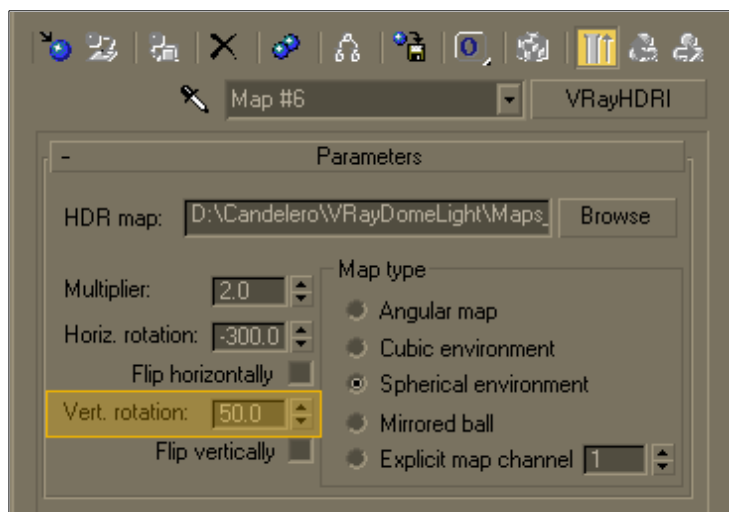 Map #6 VRayHDRI
- Parameters
HDR map: D:\Candelero\VRayDomeLight\Maps_ Browse
Map type
Multiplier: 2.0
Angular map
Horiz. rotation: -300.0
Cubic environment
Flip horizontally
Spherical environment
Vert. rotation: 50.0
Mirrored ball
Flip vertically
Explicit map channel 1